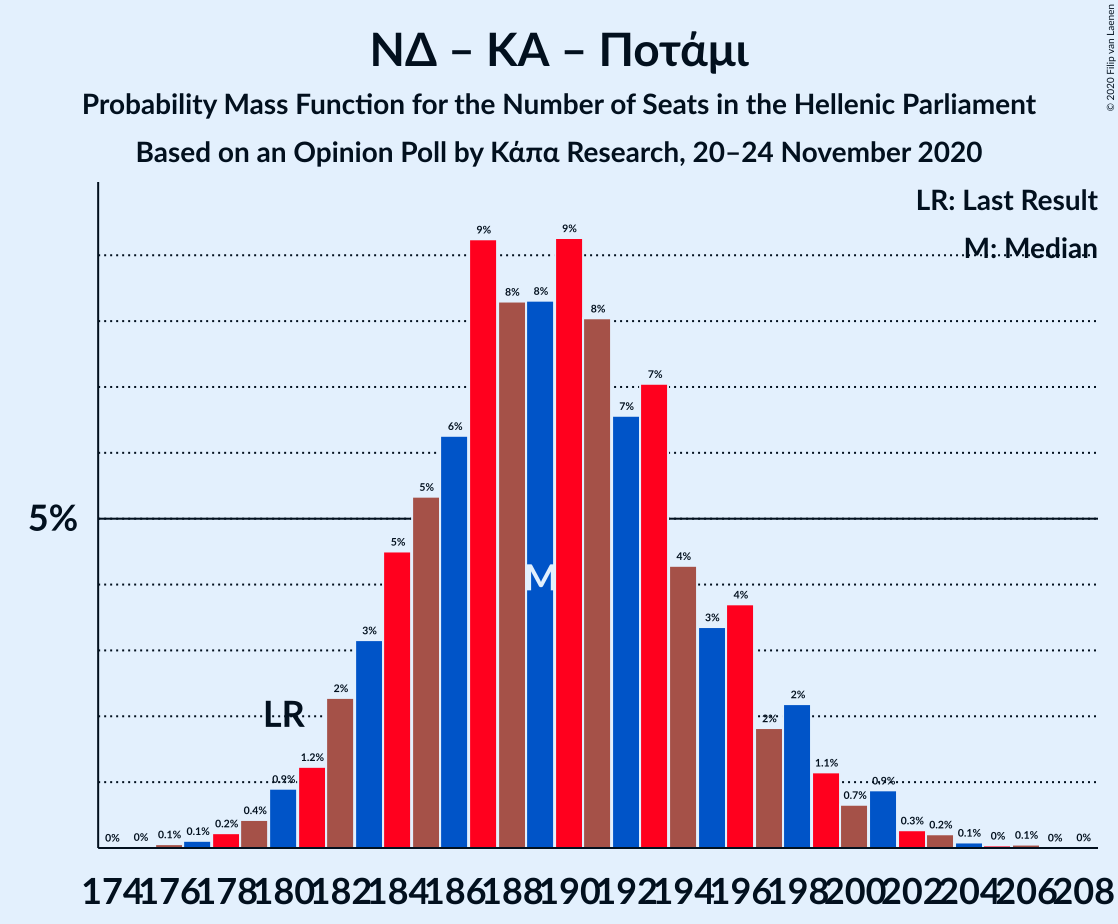 ΝΔ – ΚΑ – Ποτάμι
Probability Mass Function for the Number of Seats in the Hellenic Parliament
Based on an Opinion Poll by Κάπα Research, 20–24 November 2020
© 2020 Filip van Laenen
LR: Last Result
M: Median
5%
LR
M
0% 0% 0.1% 0.1% 0.2% 0.4% 0.9% 1.2% 2% 3% 5% 5% 6% 9% 8% 8% 9% 8% 7% 7% 4% 3% 4% 2% 2% 1.1% 0.7% 0.9% 0.3% 0.2% 0.1% 0% 0.1% 0% 0%
174 176 178 180 182 184 186 188 190 192 194 196 198 200 202 204 206 208